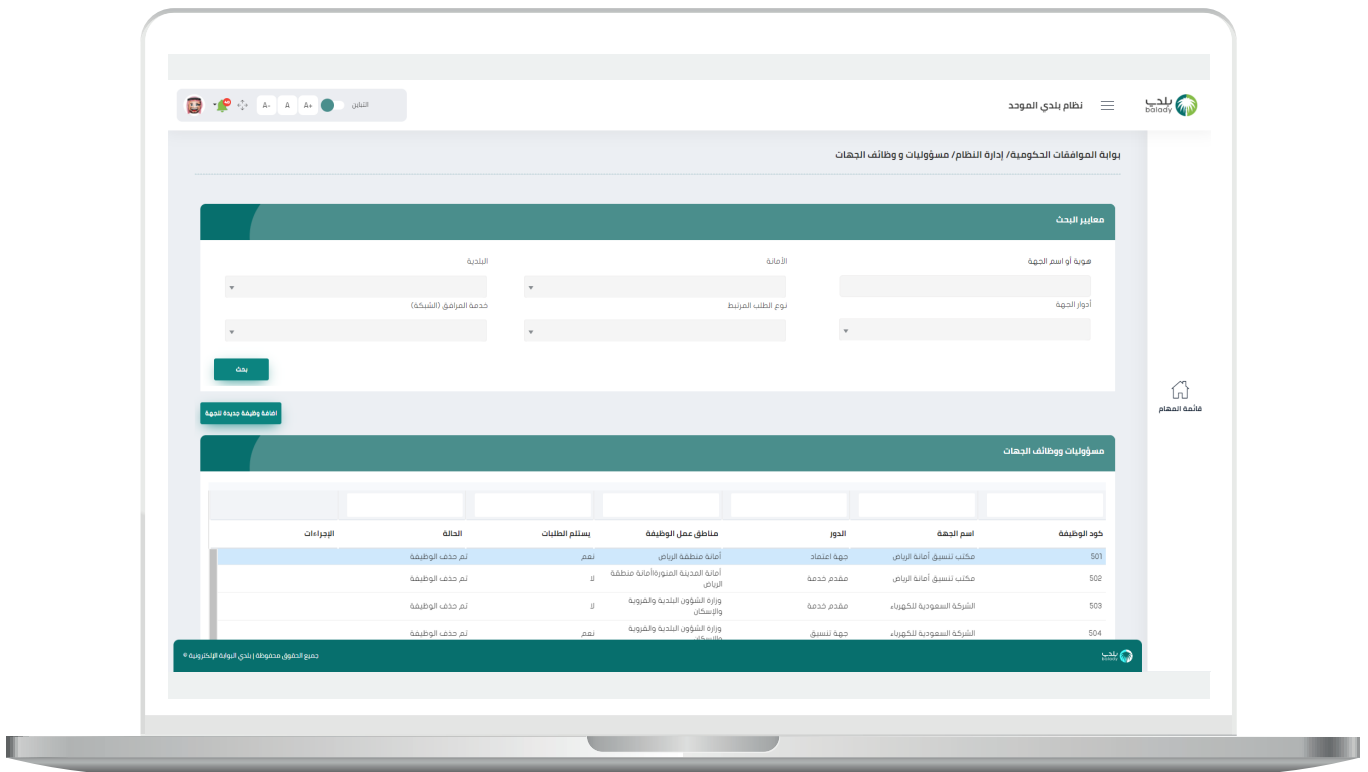 بلدي
balady
نظام بلدي الموحد
التباين
A+
A
A-
بوابة الموافقات الحكومية/ إدارة النظام/ مسؤوليات و وظائف الجهات
معايير البحث
هوية أو اسم الجهة
الأمانة
البلدية
أدوار الجهة
نوع الطلب المرتبط
خدمة المرافق (الشبكة)
بحث
قائمة المهام
اضافة وظيفة جديدة للجهة
مسؤوليات ووظائف الجهات
كود الوظيفة اسم الجهة الدور مناطق عمل الوظيفة يستلم الطلبات الحالة الإجراءات
501 مكتب تنسيق أمانة الرياض جهة اعتماد أمانة منطقة الرياض نعم تم حذف الوظيفة
502 مكتب تنسيق أمانة الرياض مقدم خدمة أمانة المدينة المنورة|أمانة منطقة الرياض لا تم حذف الوظيفة
503 الشركة السعودية للكهرباء مقدم خدمة وزارة الشؤون البلدية والقروية والإسكان لا تم حذف الوظيفة
504 الشركة السعودية للكهرباء جهة تنسيق وزارة الشؤون البلدية والقروية والإسكان نعم تم حذف الوظيفة
بلدي
balady
جميع الحقوق محفوظة | بلدي البوابة الإلكترونية ©